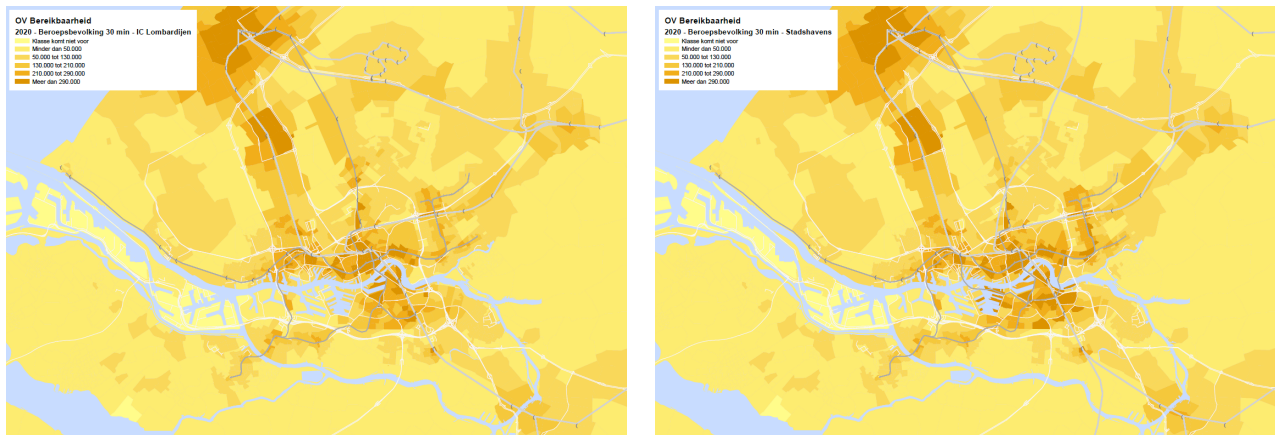 OV Bereikbaarheid
2020 - Beroepsbevolking 30 min - IC Lombardijen
Klasse komt niet voor
Minder dan 50.000
50.000 tot 130.000
130.000 tot 210.000
210.000 tot 290.000
Meer dan 290.000
OV Bereikbaarheid
2020 - Beroepsbevolking 30 min - Stadshavens
Klasse komt niet voor
Minder dan 50.000
50.000 tot 130.000
130.000 tot 210.000
210.000 tot 290.000
Meer dan 290.000